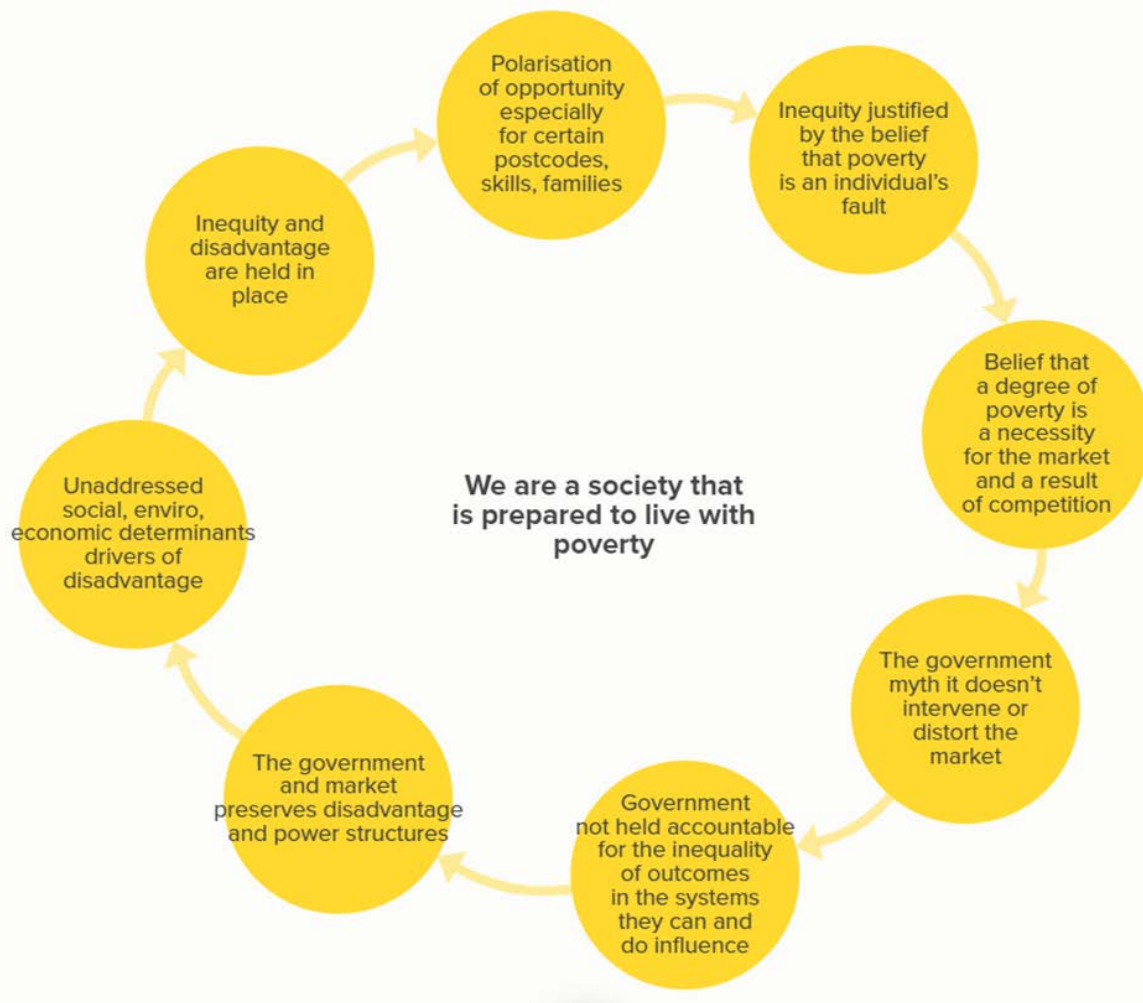 Polarisation
of opportunity
especially
for certain
postcodes,
skills, families
Inequity justified
by the belief
that poverty
is an individual's
fault
Belief that
a degree of
poverty is
a necessity
for the market
and a result
of competition
The government
myth it doesn't
intervene or
distort the
market
Government
not held accountable
for the inequality
of outcomes
in the systems
they can and
do influence
The government
and market
preserves disadvantage
and power structures
Unaddressed
social, enviro,
economic determinants
drivers of
disadvantage
Inequity and
disadvantage
are held in
place
We are a society that
is prepared to live with
poverty